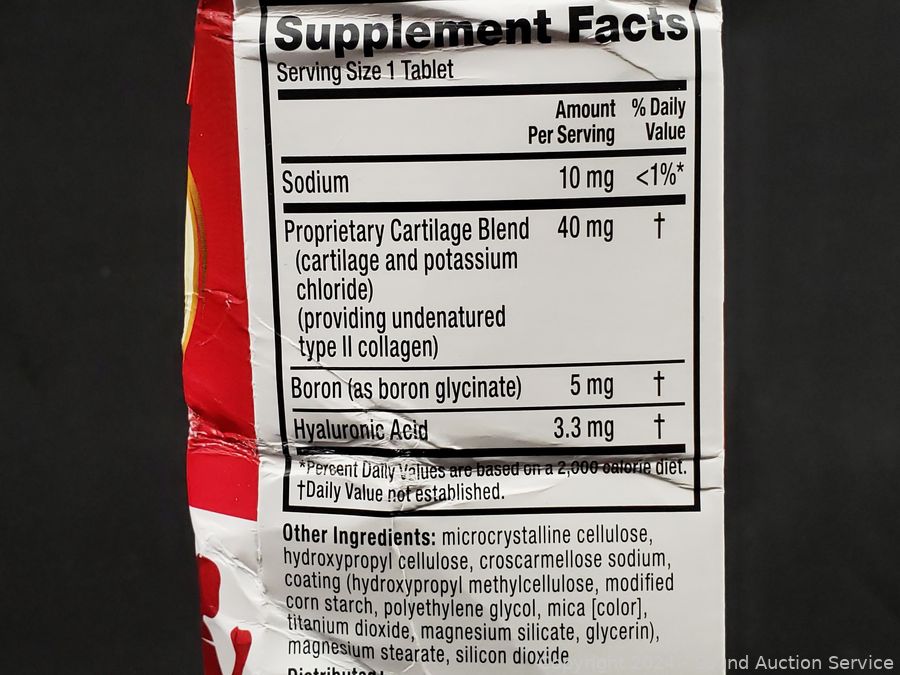 Supplement Facts
Serving Size 1 Tablet
Amount Per Serving % Daily Value
Sodium 10 mg <1%*
Proprietary Cartilage Blend 40 mg †
(cartilage and potassium
chloride)
(providing undenatured
type II collagen)
Boron (as boron glycinate) 5 mg †
Hyaluronic Acid 3.3 mg †
*Percent Daily Values are based on a 2,000 calorie diet.
†Daily Value not established.
Other Ingredients: microcrystalline cellulose,
hydroxypropyl cellulose, croscarmellose sodium,
coating (hydroxypropyl methylcellulose, modified
corn starch, polyethylene glycol, mica [color],
titanium dioxide, magnesium silicate, glycerin),
magnesium stearate, silicon dioxide
Copyright 2024 Sound Auction Service